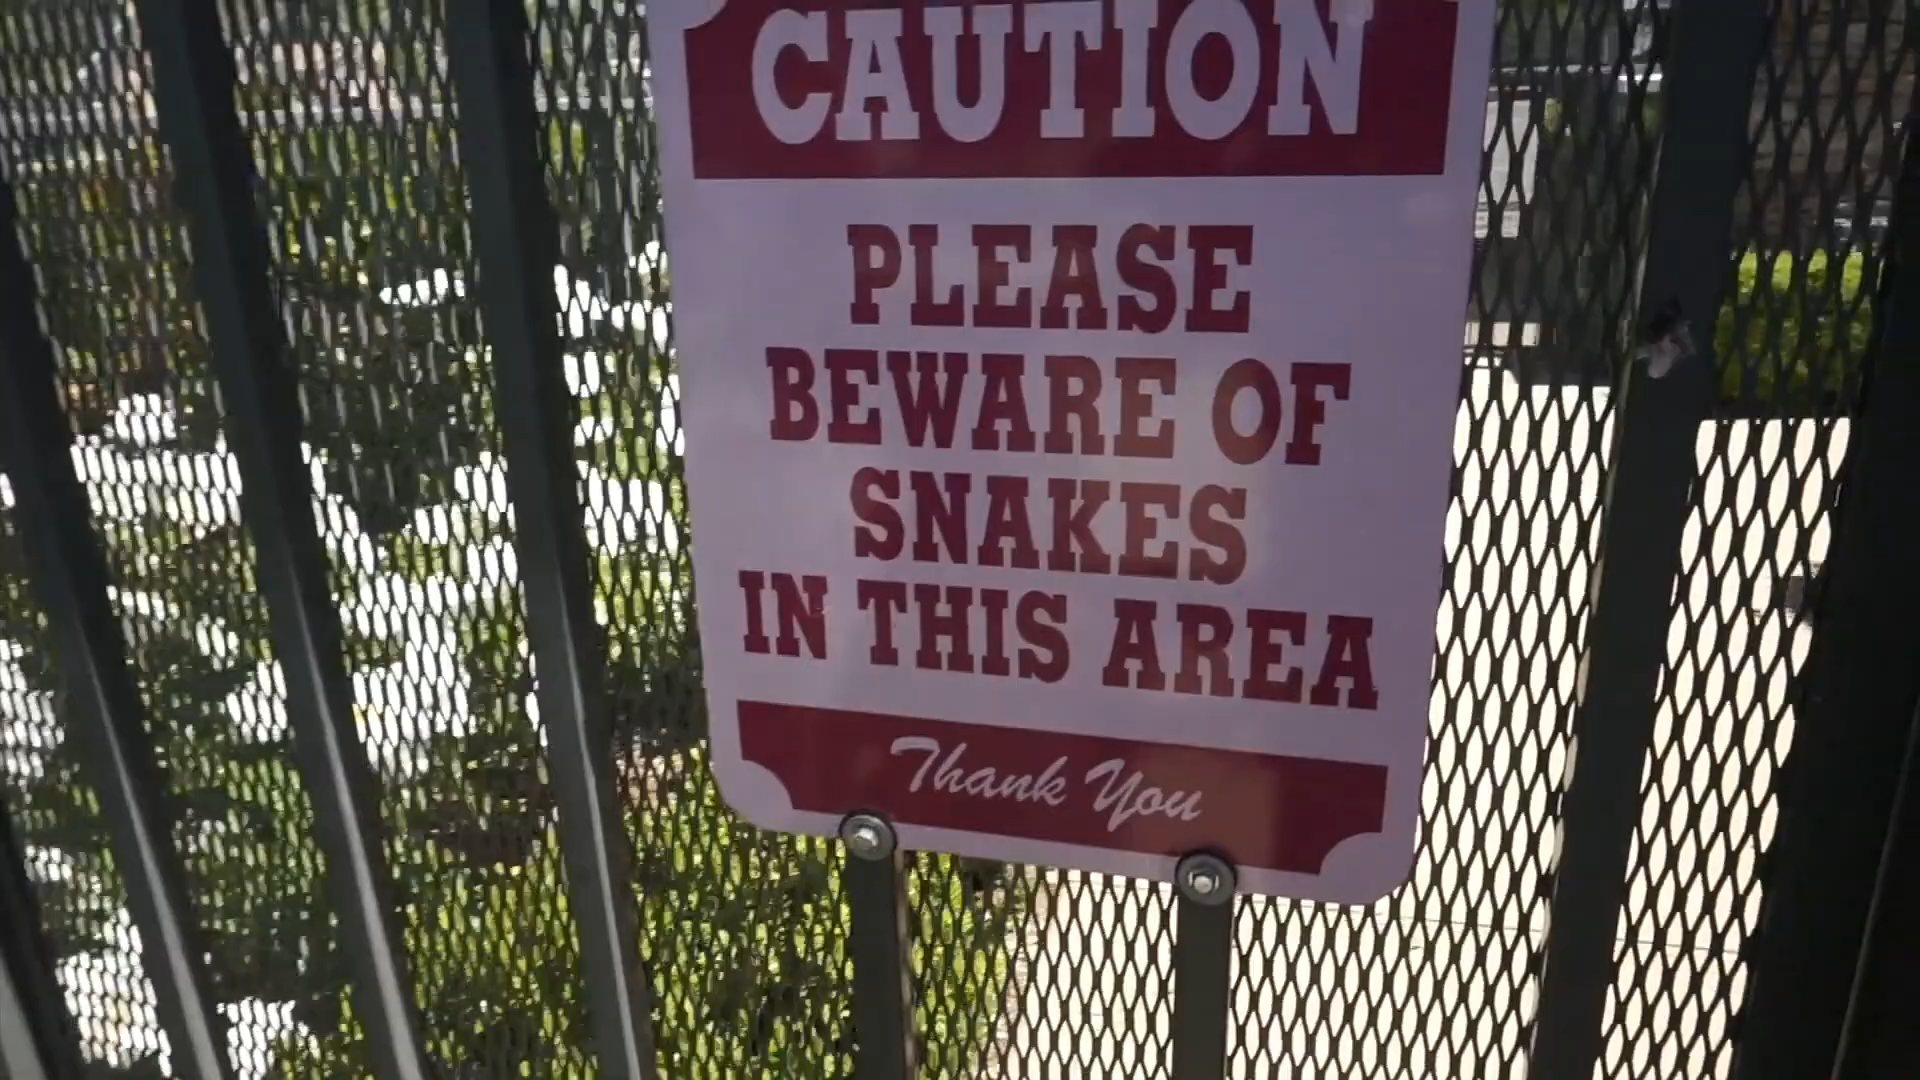 CAUTION
PLEASE
BEWARE OF
SNAKES
IN THIS AREA
Thank You